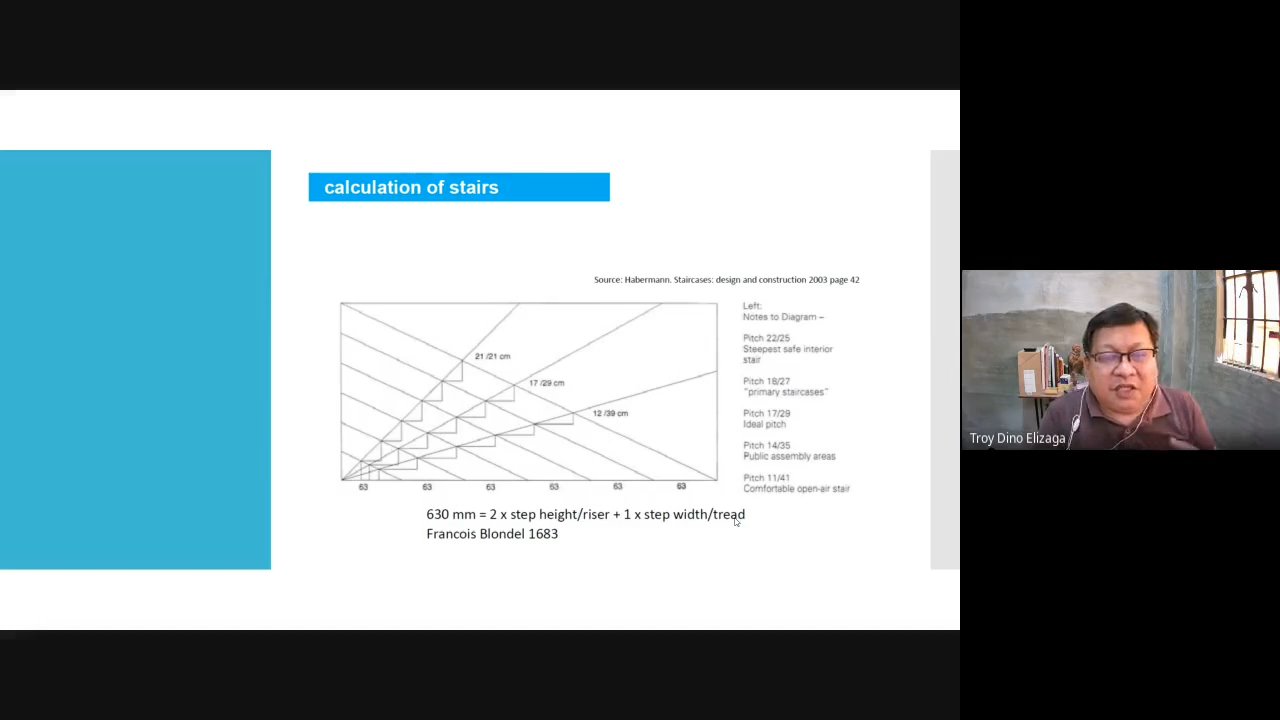 calculation of stairs
Source: Habermann. Staircases: design and construction 2003 page 42
21 /21 cm
17 /29 cm
12 /39 cm
63
63
63
63
63
63
Left:
Notes to Diagram –
Pitch 22/25
Steepest safe interior
stair
Pitch 18/27
"primary staircases"
Pitch 17/29
Ideal pitch
Pitch 14/35
Public assembly areas
Pitch 11/41
Comfortable open-air stair
630 mm = 2 x step height/riser + 1 x step width/tread
Francois Blondel 1683
Troy Dino Elizaga